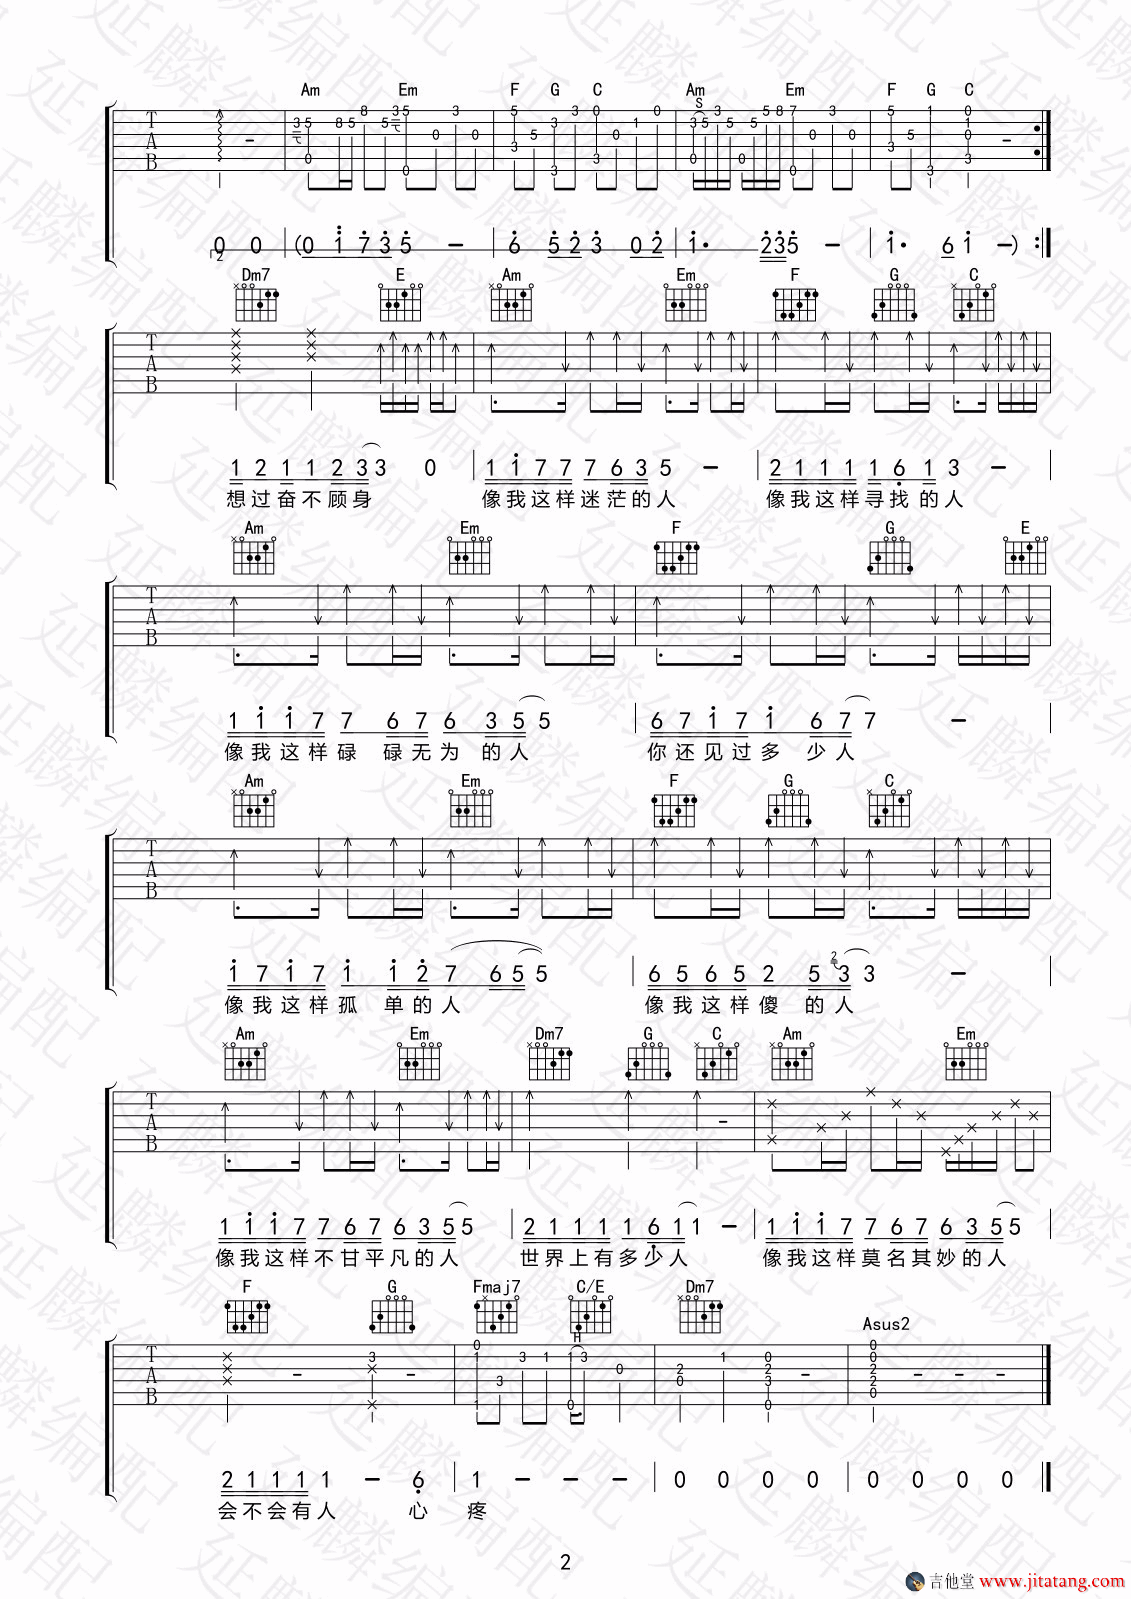 Am Em F G C Am Em F G C
0 0 (0 1 7 3 5 - 6 5 2 3 0 2 1· 2 3 5 - 1· 6 1 -)
Dm7 E Am Em F G C
1 2 1 1 2 3 3 0 1 1 7 7 7 6 3 5 - 2 1 1 1 1 6 1 3 -
想过奋不顾身 像我这样迷茫的人 像我这样寻找的人
Am Em F G E
1 1 1 7 7 6 7 6 3 5 5 6 7 1 7 1 6 7 7 -
像我这样碌 碌无为 的人 你还见过多 少人
Am Em F G C
1 7 1 7 1 1 2 7 6 5 5 6 5 6 5 2 5 3 3 -
像我这样孤 单的人 像我这样傻 的人
Am Em Dm7 G C Am Em
1 1 1 7 7 6 7 6 3 5 5 2 1 1 1 1 6 1 1 - 1 1 1 7 7 6 7 6 3 5 5
像我这样不甘平凡的人 世界上有多少人 像我这样莫名其妙的人
F G Fmaj7 C/E Dm7 Asus2
H
2 1 1 1 1 - 6 1 - - - 0 0 0 0 0 0 0 0
会不会有人 心 疼
2
吉他堂 www.jitatang.com